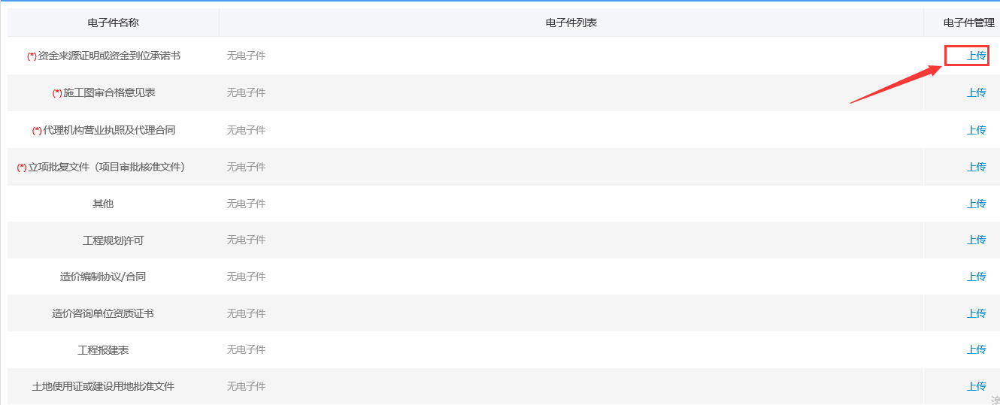 电子件名称 电子件列表 电子件管理
(*)资金来源证明或资金到位承诺书 无电子件 上传
(*)施工图审合格意见表 无电子件 上传
(*)代理机构营业执照及代理合同 无电子件 上传
(*)立项批复文件（项目审批核准文件） 无电子件 上传
其他 无电子件 上传
工程规划许可 无电子件 上传
造价编制协议/合同 无电子件 上传
造价咨询单位资质证书 无电子件 上传
工程报建表 无电子件 上传
土地使用证或建设用地批准文件 无电子件 上传